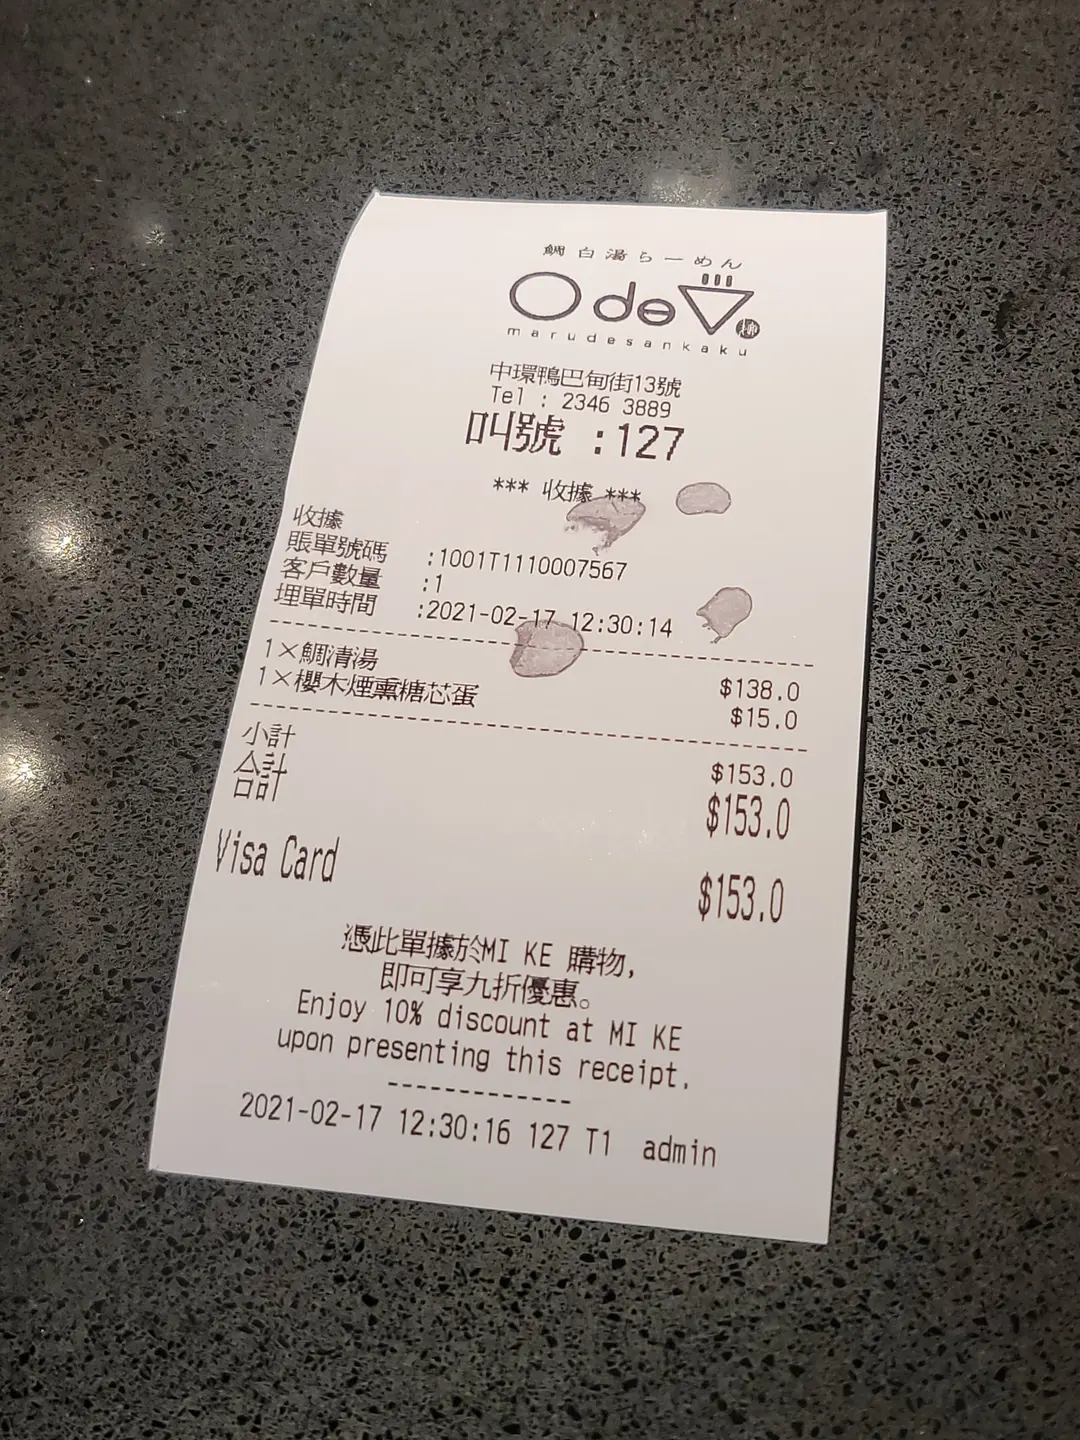 鯛白湯らーめん
○de▽ 極
marudesankaku
中環鴨巴甸街13號
Tel : 2346 3889
叫號 :127
*** 收據 ***
收據
賬單號碼 :1001T1110007567
客戶數量 :1
埋單時間 :2021-02-17 12:30:14
1×鯛清湯 $138.0
1×櫻木煙熏糖芯蛋 $15.0
小計 $153.0
合計 $153.0
Visa Card $153.0
憑此單據於MI KE 購物,
即可享九折優惠。
Enjoy 10% discount at MI KE
upon presenting this receipt.
2021-02-17 12:30:16 127 T1 admin